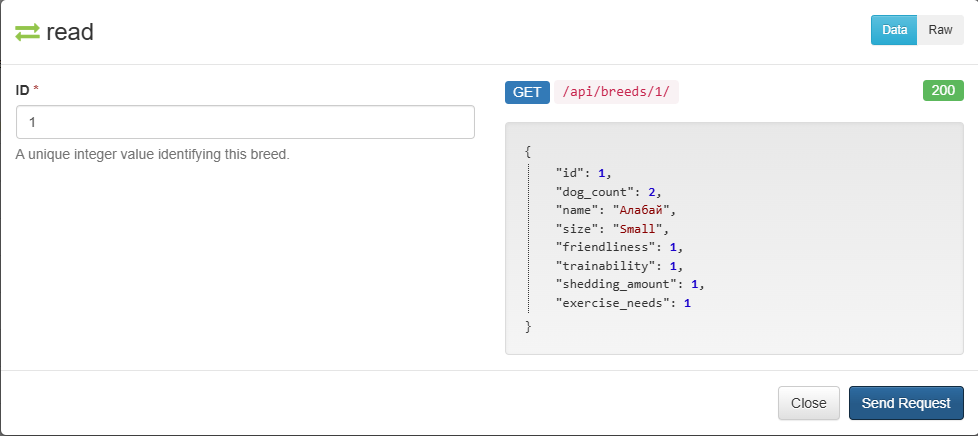 read
Data
Raw
ID *
1
A unique integer value identifying this breed.
GET /api/breeds/1/
200
{
"id": 1,
"dog_count": 2,
"name": "Алабай",
"size": "Small",
"friendliness": 1,
"trainability": 1,
"shedding_amount": 1,
"exercise_needs": 1
}
Close
Send Request